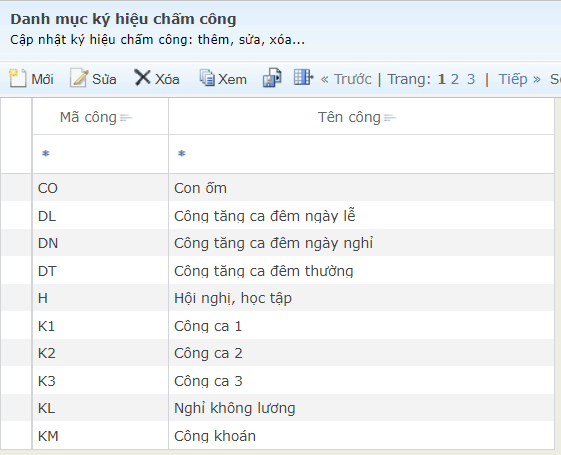 Danh mục ký hiệu chấm công
Cập nhật ký hiệu chấm công: thêm, sửa, xóa...
Mới Sửa Xóa Xem « Trước | Trang: 1 2 3 | Tiếp » Số
Mã công Tên công
* *
CO Con ốm
DL Công tăng ca đêm ngày lễ
DN Công tăng ca đêm ngày nghỉ
DT Công tăng ca đêm thường
H Hội nghị, học tập
K1 Công ca 1
K2 Công ca 2
K3 Công ca 3
KL Nghỉ không lương
KM Công khoán